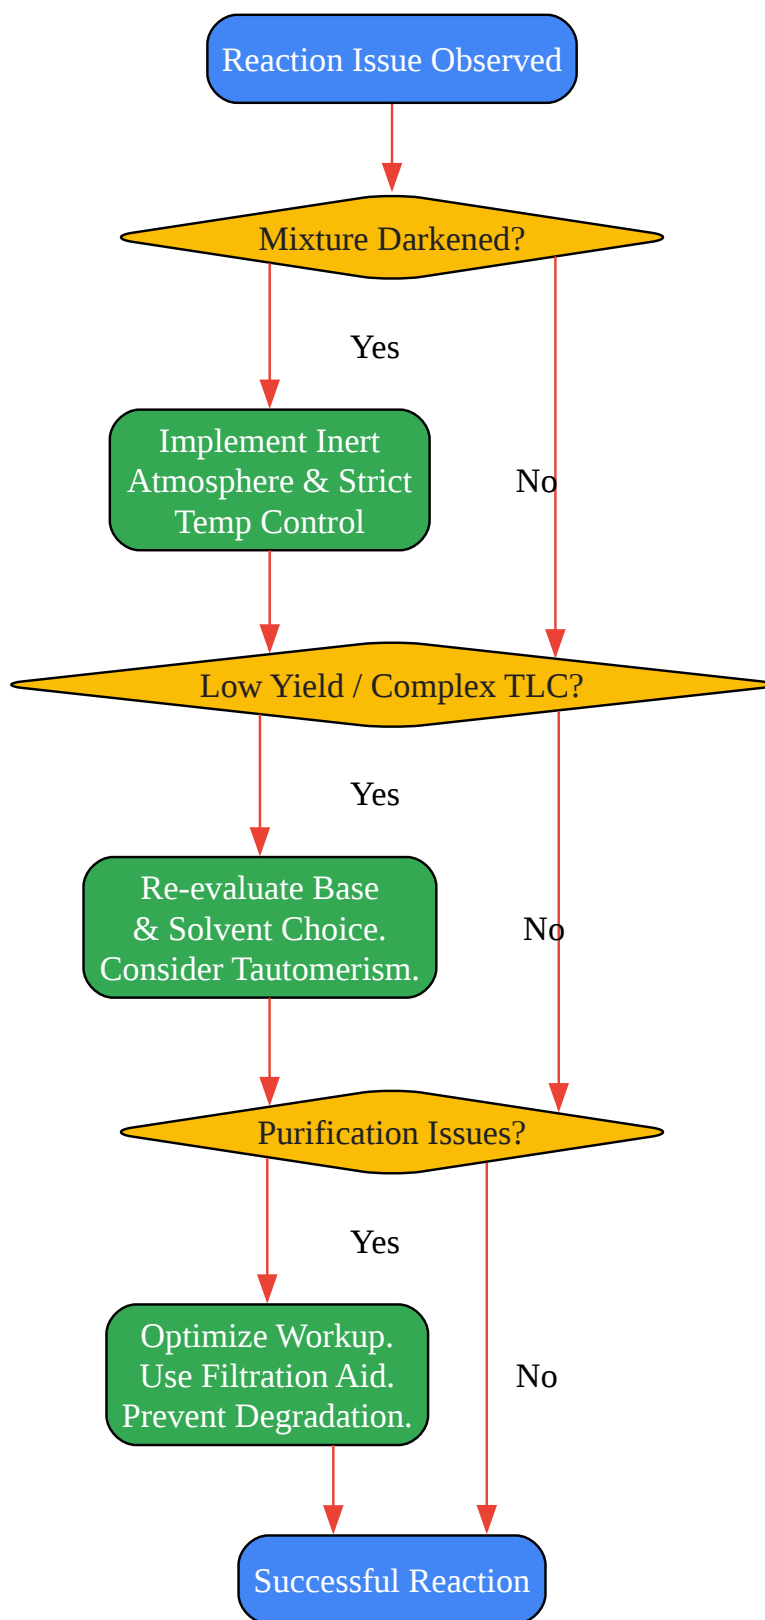 Reaction Issue Observed
Mixture Darkened?
Yes
Implement Inert
Atmosphere & Strict
Temp Control
No
Low Yield / Complex TLC?
Yes
Re-evaluate Base
& Solvent Choice.
Consider Tautomerism.
No
Purification Issues?
Yes
Optimize Workup.
Use Filtration Aid.
Prevent Degradation.
No
Successful Reaction